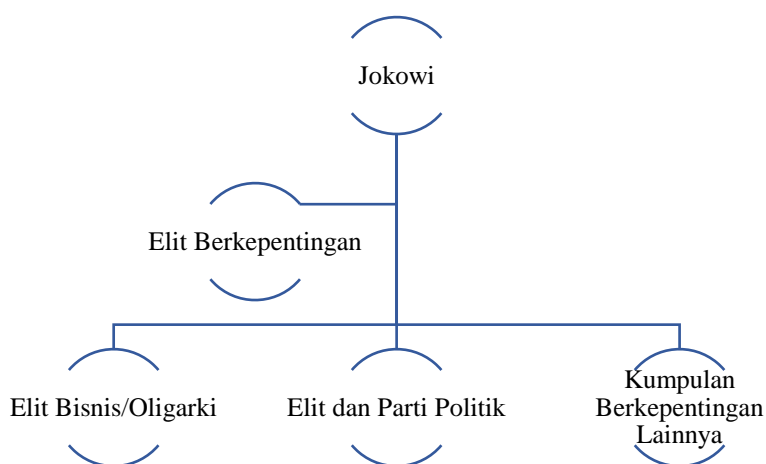 Jokowi
Elit Berkepentingan
Elit Bisnis/Oligarki
Elit dan Parti Politik
Kumpulan
Berkepentingan
Lainnya